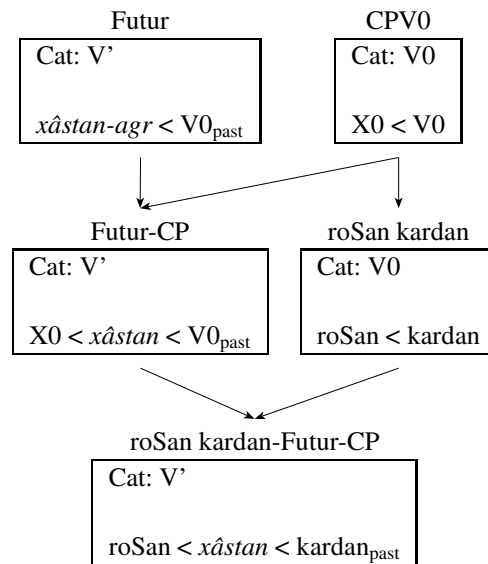 Futur
Cat: V’
xâstan-agr < V0past
CPV0
Cat: V0
X0 < V0
Futur-CP
Cat: V’
X0 < xâstan < V0past
roSan kardan
Cat: V0
roSan < kardan
roSan kardan-Futur-CP
Cat: V’
roSan < xâstan < kardanpast